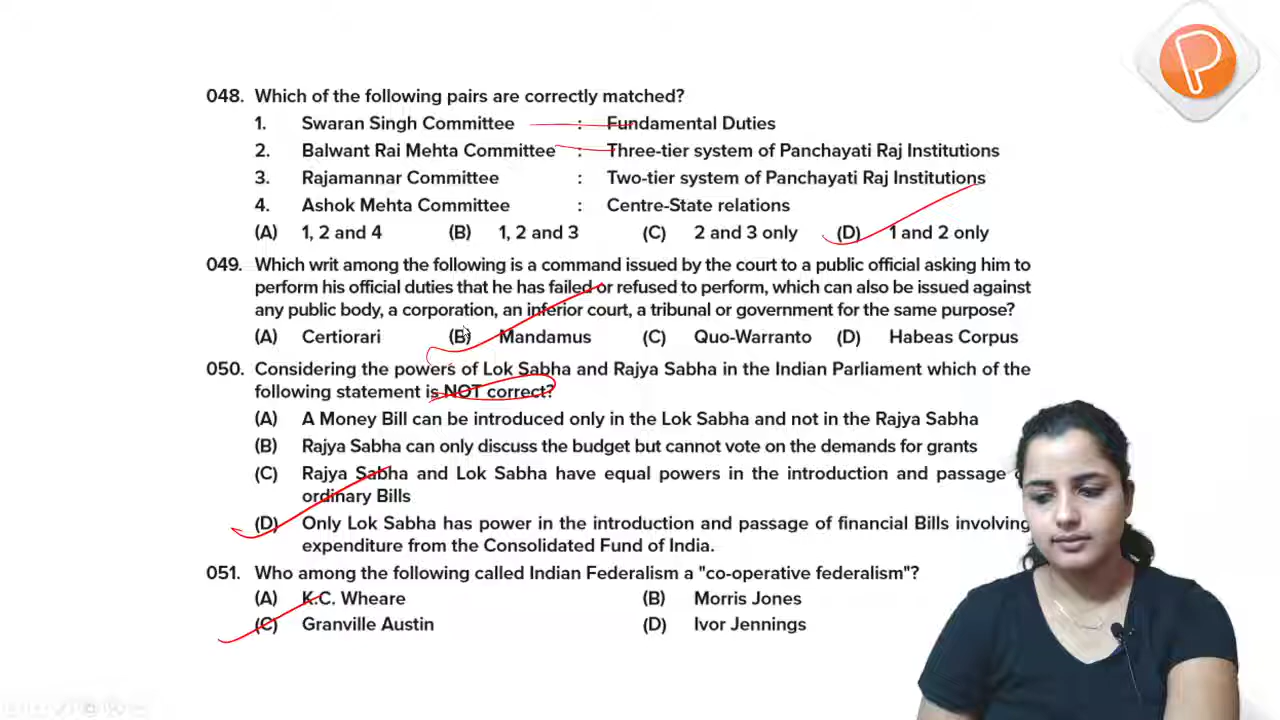 048. Which of the following pairs are correctly matched?
1. Swaran Singh Committee : Fundamental Duties
2. Balwant Rai Mehta Committee : Three-tier system of Panchayati Raj Institutions
3. Rajamannar Committee : Two-tier system of Panchayati Raj Institutions
4. Ashok Mehta Committee : Centre-State relations
(A) 1, 2 and 4 (B) 1, 2 and 3 (C) 2 and 3 only (D) 1 and 2 only
049. Which writ among the following is a command issued by the court to a public official asking him to
perform his official duties that he has failed or refused to perform, which can also be issued against
any public body, a corporation, an inferior court, a tribunal or government for the same purpose?
(A) Certiorari (B) Mandamus (C) Quo-Warranto (D) Habeas Corpus
050. Considering the powers of Lok Sabha and Rajya Sabha in the Indian Parliament which of the
following statement is NOT correct?
(A) A Money Bill can be introduced only in the Lok Sabha and not in the Rajya Sabha
(B) Rajya Sabha can only discuss the budget but cannot vote on the demands for grants
(C) Rajya Sabha and Lok Sabha have equal powers in the introduction and passage
ordinary Bills
(D) Only Lok Sabha has power in the introduction and passage of financial Bills involving
expenditure from the Consolidated Fund of India.
051. Who among the following called Indian Federalism a "co-operative federalism"?
(A) K.C. Wheare (B) Morris Jones
(C) Granville Austin (D) Ivor Jennings